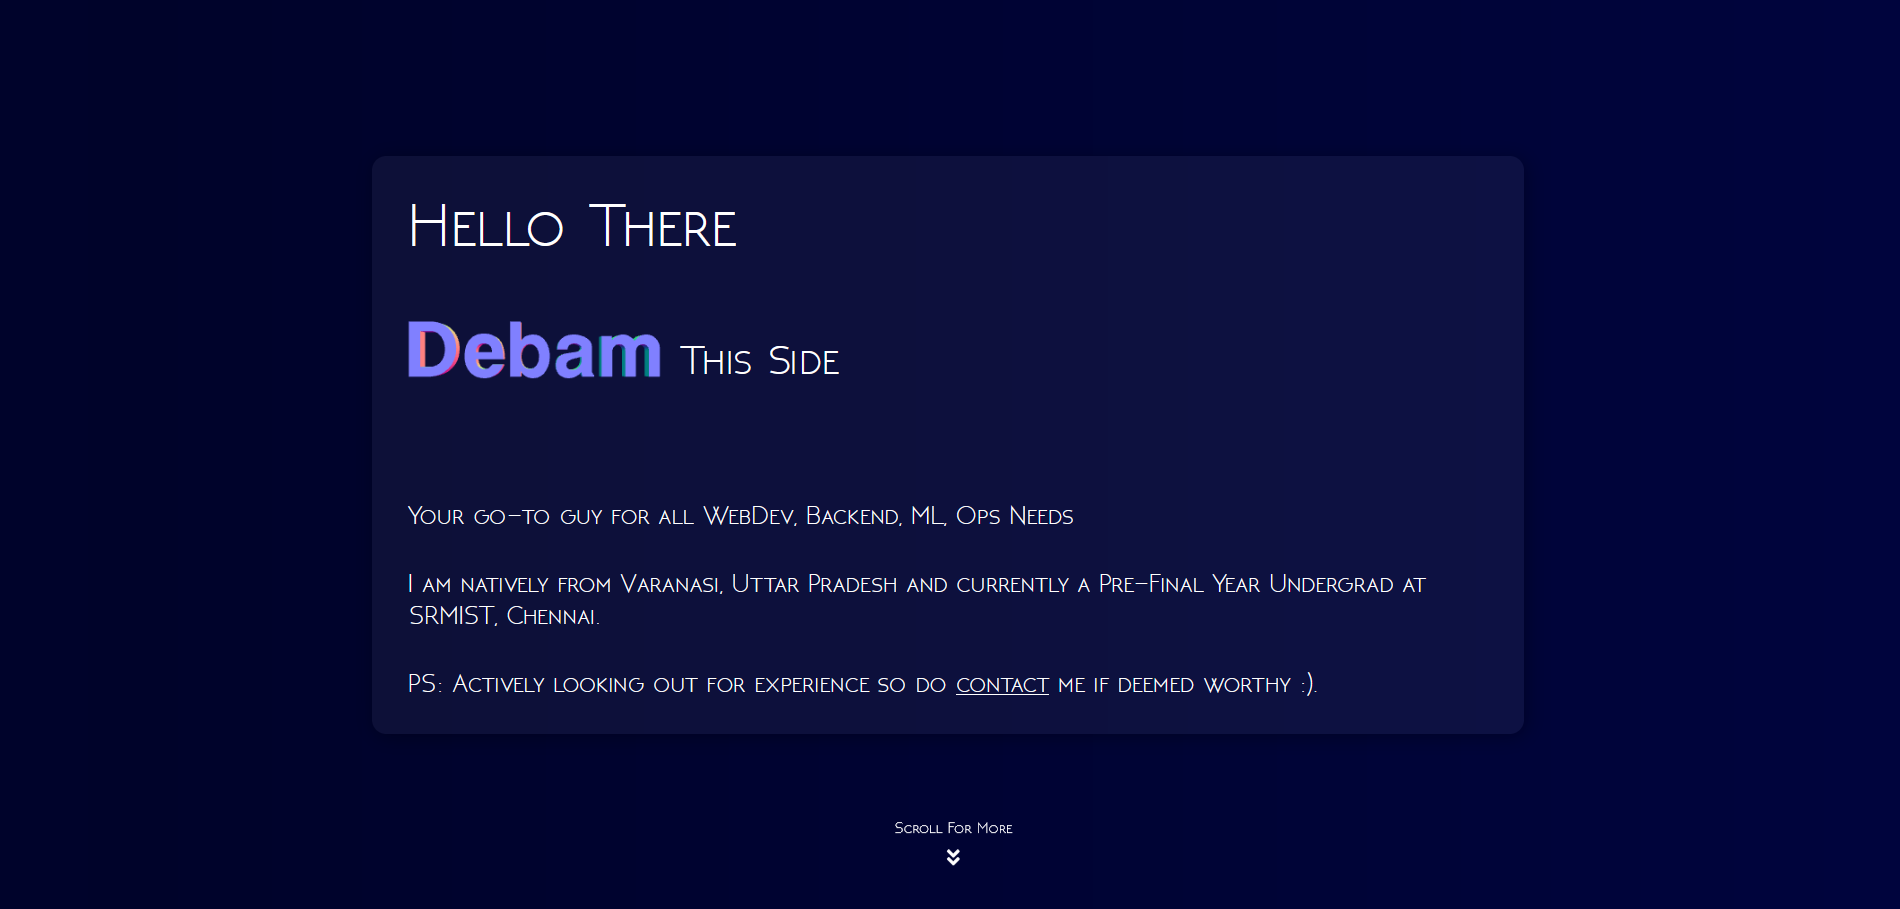 Hello There
Debam This Side
Your go-to guy for all WebDev, Backend, ML, Ops Needs
I am natively from Varanasi, Uttar Pradesh and currently a Pre-Final Year Undergrad at
SRMIST, Chennai.
PS: Actively looking out for experience so do contact me if deemed worthy :).
Scroll For More